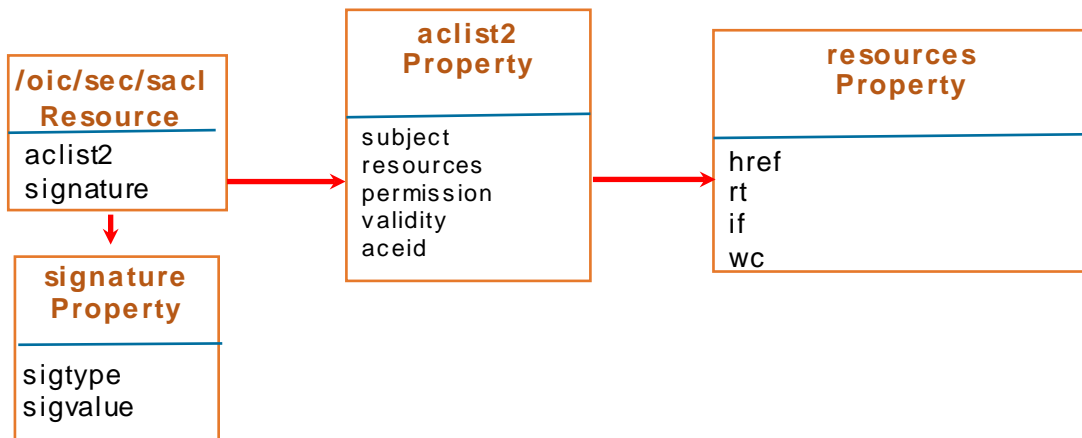 /oic/sec/sacl
Resource
aclist2
signature
signature
Property
sigtype
sigvalue
aclist2
Property
subject
resources
permission
validity
aceid
resources
Property
href
rt
if
wc